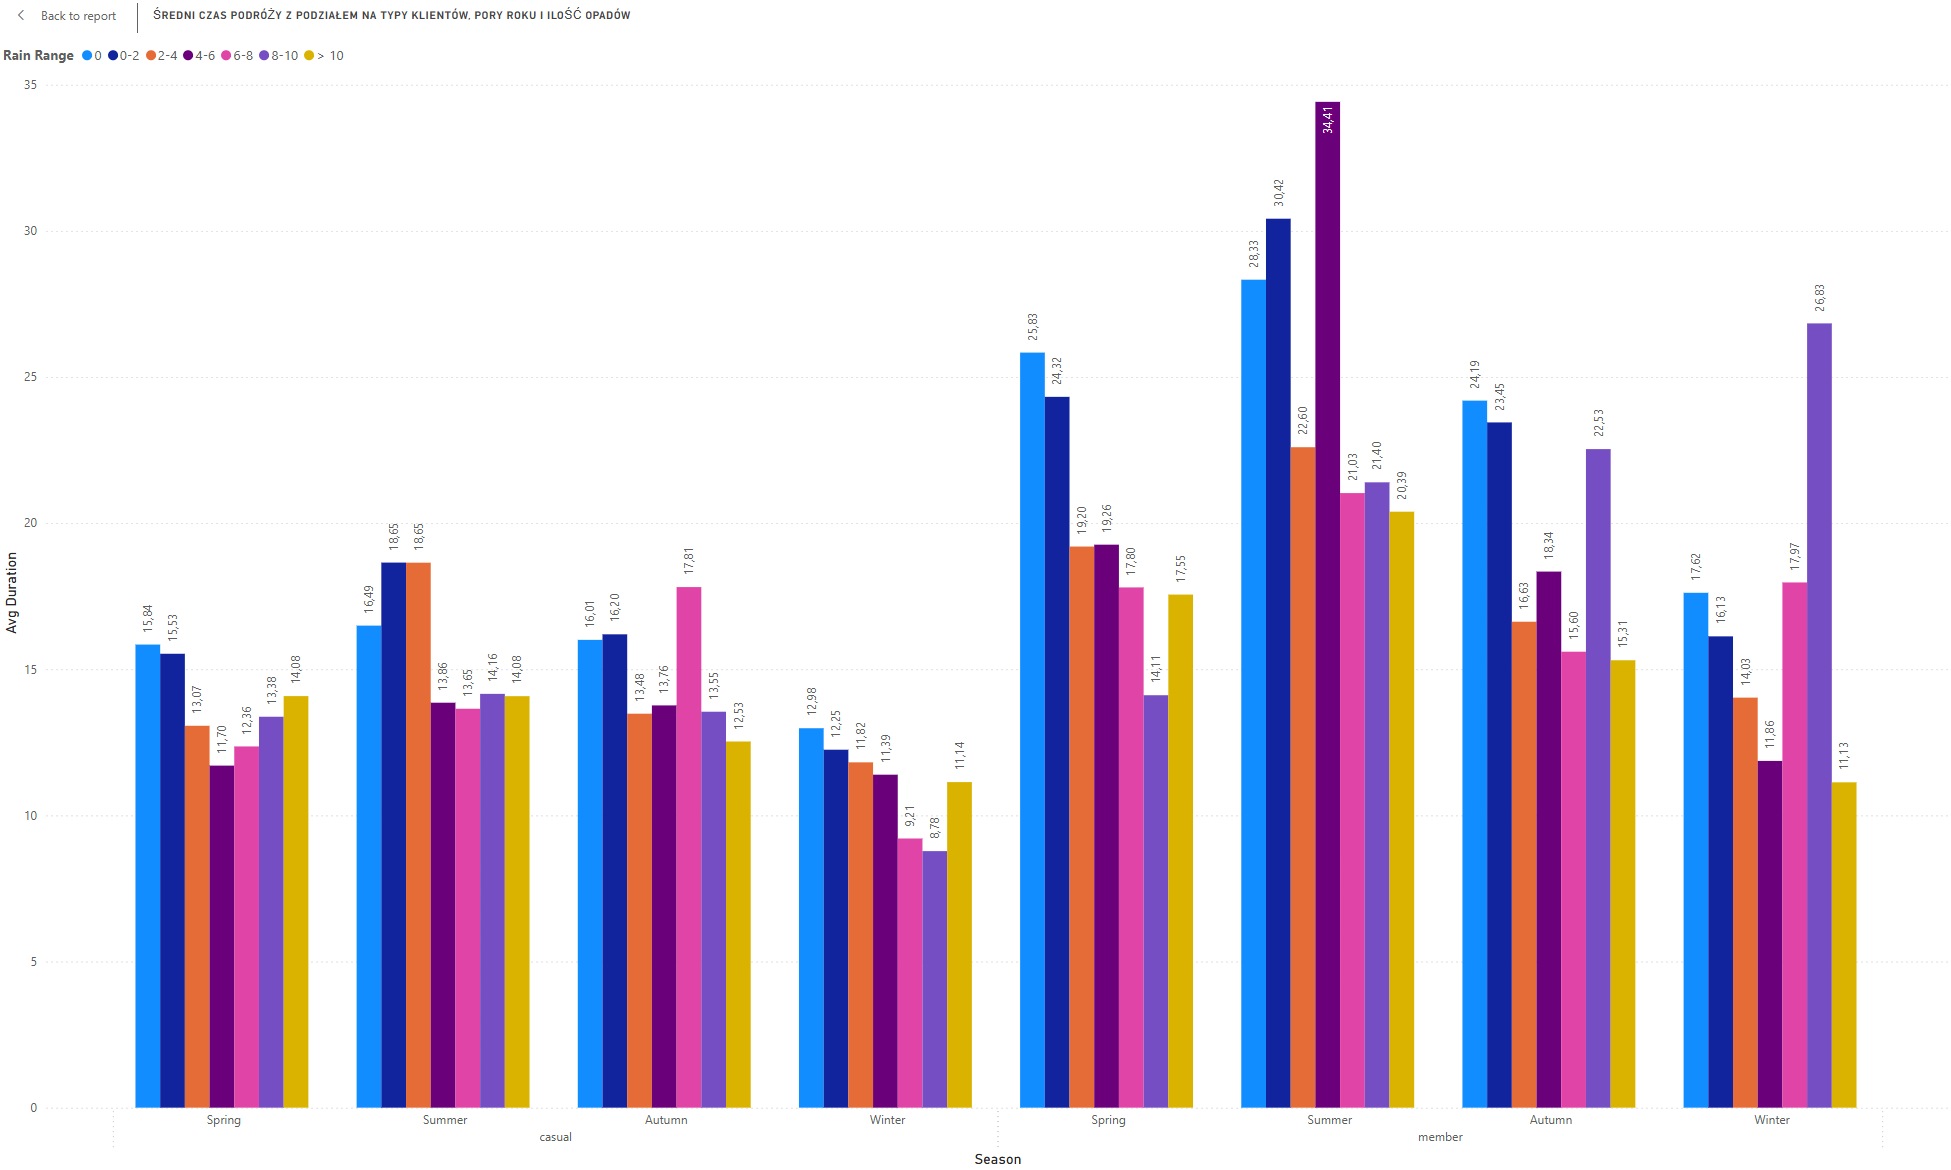 Back to report
ŚREDNI CZAS PODRÓŻY Z PODZIAŁEM NA TYPY KLIENTÓW, PORY ROKU I ILOŚĆ OPADÓW
Rain Range 0 0-2 2-4 4-6 6-8 8-10 > 10
35
30
25
20
15
10
5
0
Avg Duration
15,84 15,53 13,07 11,70 12,36 13,38 14,08
16,49 18,65 18,65 13,86 13,65 14,16 14,08
16,01 16,20 13,48 13,76 17,81 13,55 12,53
12,98 12,25 11,82 11,39 9,21 8,78 11,14
25,83 24,32 19,20 19,26 17,80 14,11 17,55
28,33 30,42 22,60 34,41 21,03 21,40 20,39
24,19 23,45 16,63 18,34 15,60 22,53 15,31
17,62 16,13 14,03 11,86 17,97 26,83 11,13
Spring Summer Autumn Winter Spring Summer Autumn Winter
casual member
Season